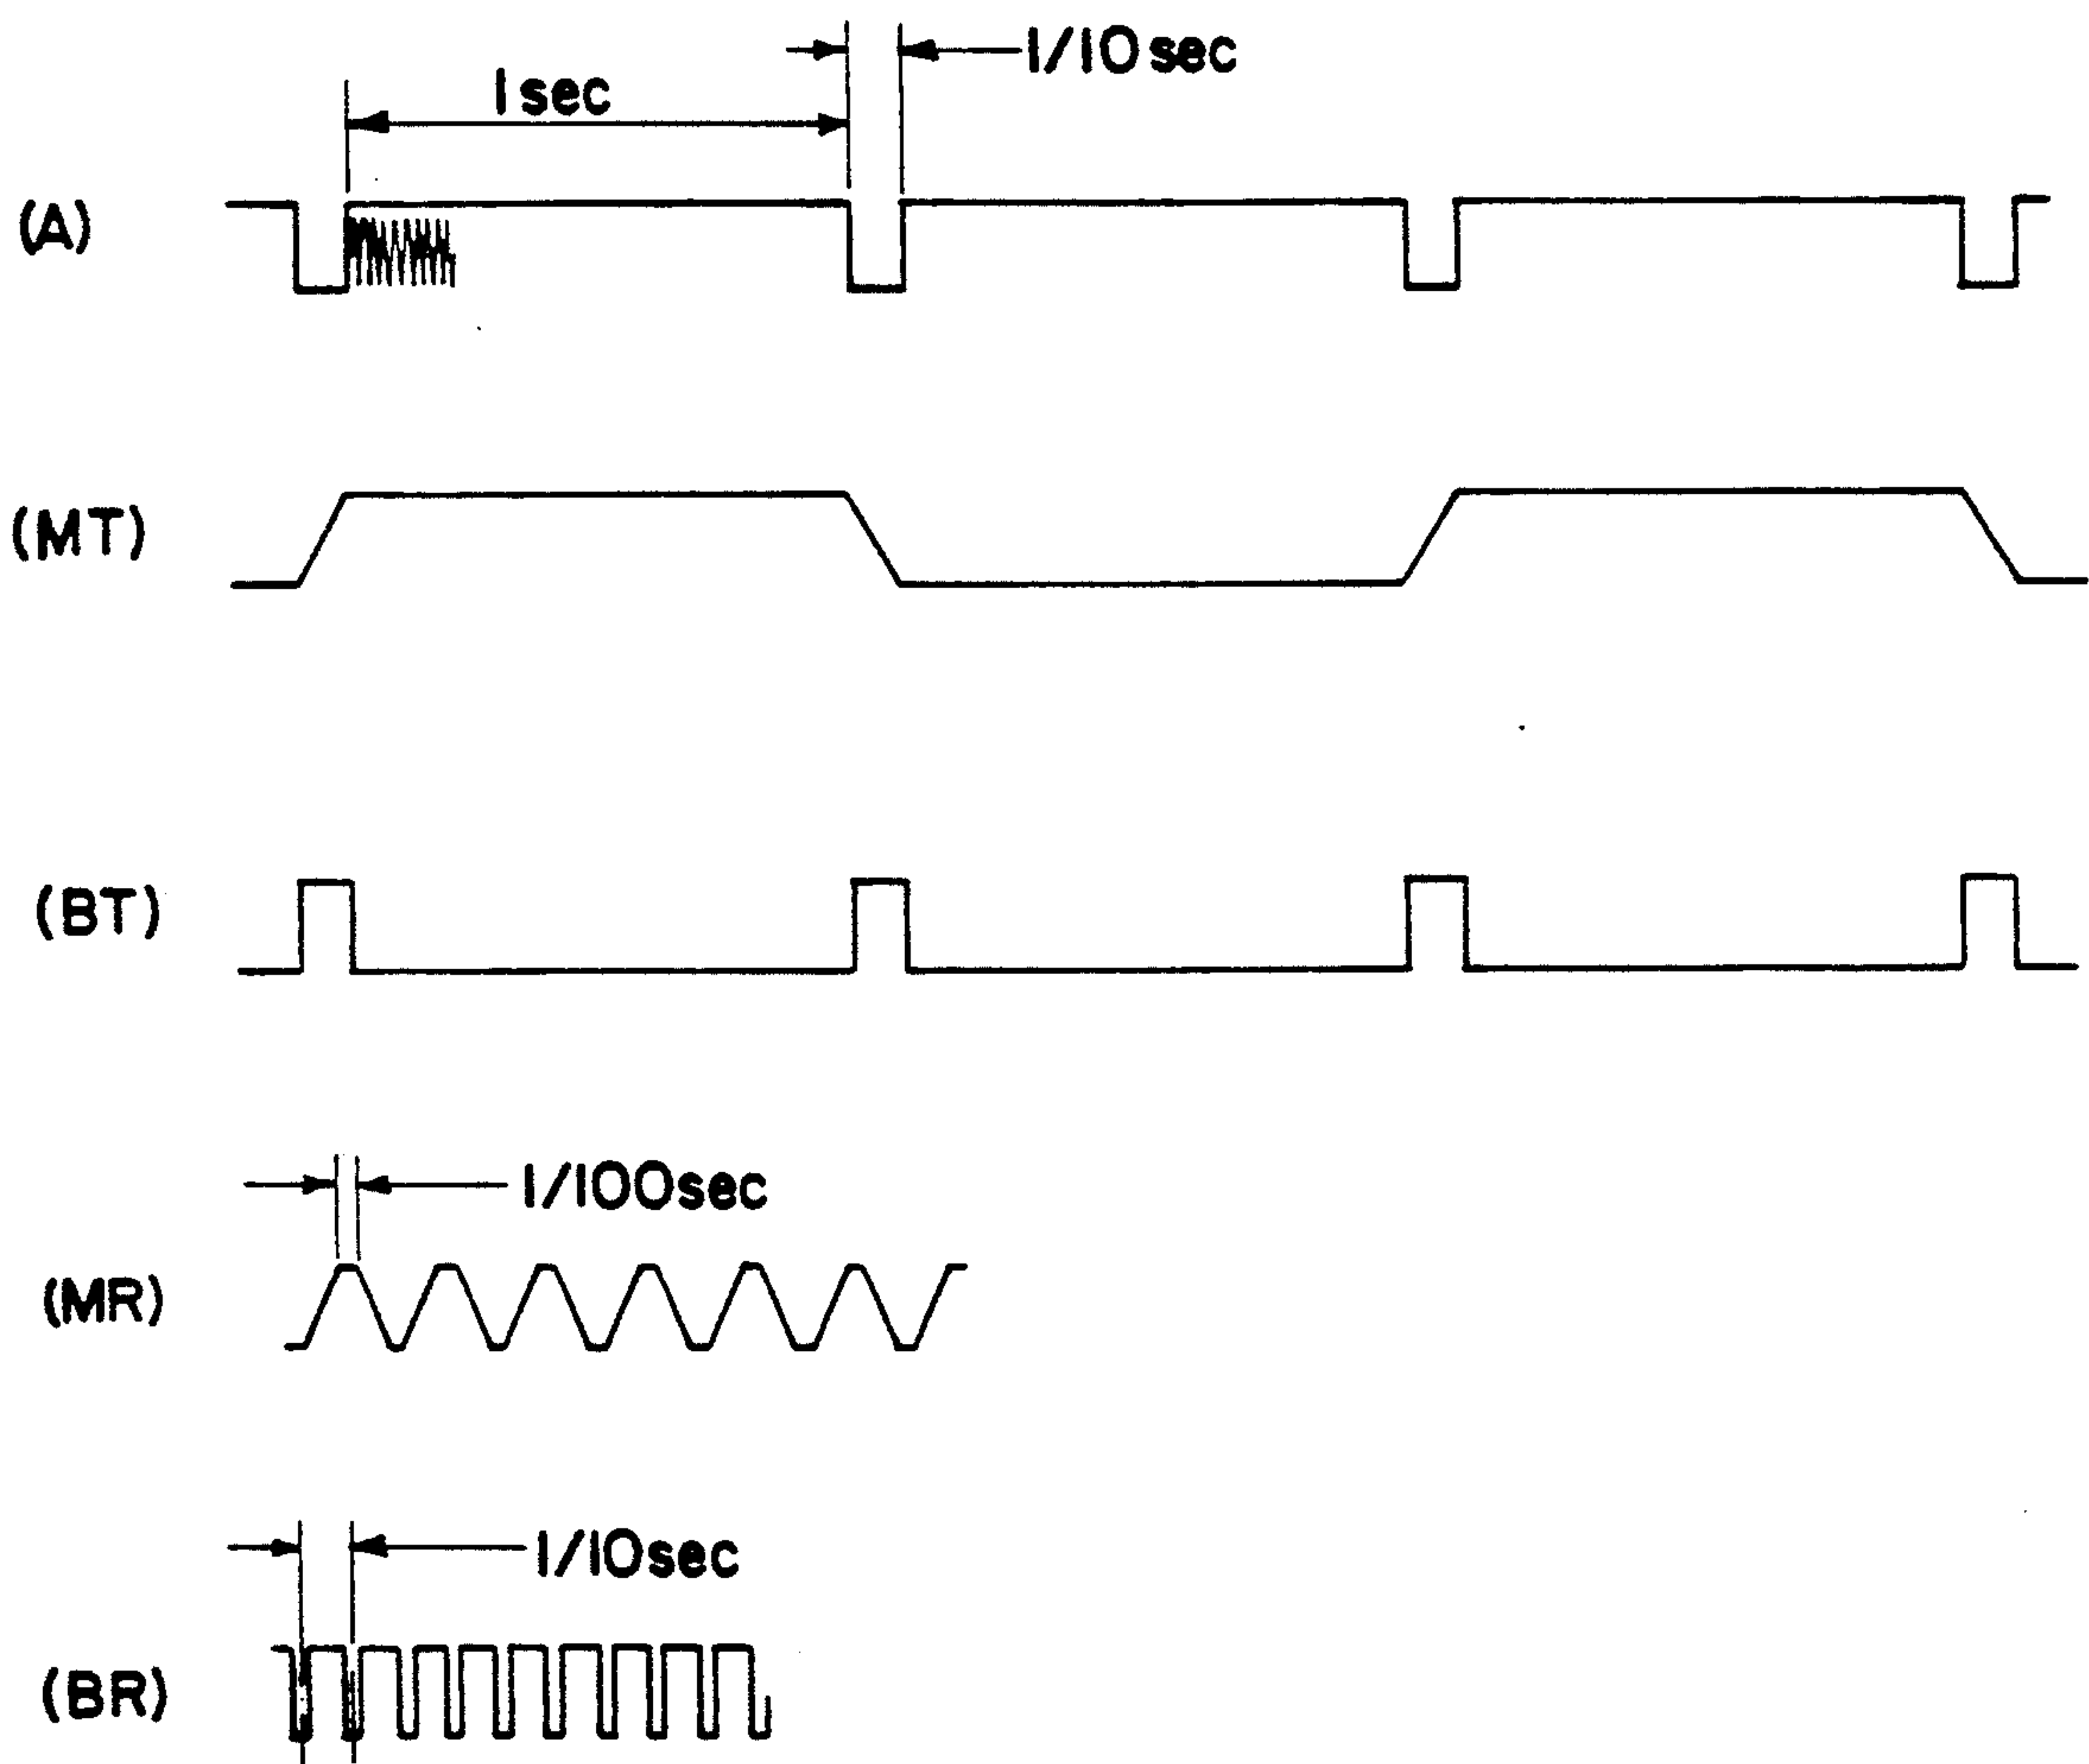 1/10 sec
1 sec
(A)
(MT)
(BT)
1/100sec
(MR)
1/10sec
(BR)